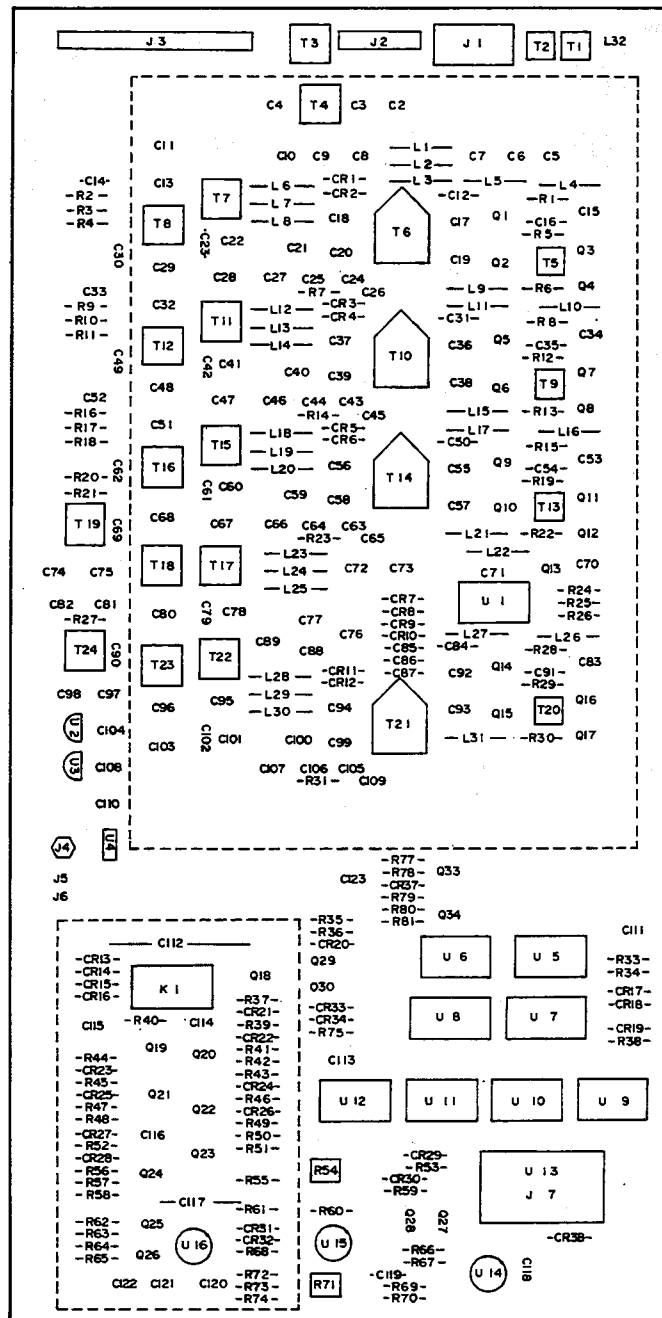 J3 T3 J2 J1 T2 T1 L32
C4 T4 C3 C2
C11 C10 C9 C8 L1 C7 C6 C5
L2
C14 C13 L6 CR1 L3 L5 L4
R2 T7 L7 CR2 C12 R1
R3 T8 L8 C18 T6 C17 Q1 C16 C15
R4 R5
C30 C23 C22 C21 C20 C19 Q2 T5 Q3
C29 C28 C27 C25 C24 L9 R6 Q4
C33 C32 R7 C26
R9 T11 L12 CR3 L11 L10
R10 L13 CR4 C31 R8
R11 T12 L14 C37 T10 C36 Q5 C35 C34
C49 C42 C41 C40 C39 R12
C48 C38 Q6 T9 Q7
C52 C47 C46 C44 C43 L15 R13 Q8
R16 C51 R14 C45
R17 T15 L18 CR5 L17 L16
R18 L19 CR6 C50 R15
C62 T16 L20 C56 T14 C55 Q9 C54 C53
R20 C61 C60 R19
R21 C59 C58 C57 Q10 T13 Q11
T19 C69 C68 C67 C66 C64 C63 L21 R22 Q12
R23 C65
L23 L22
C74 C75 T18 T17 L24 C72 C73 C71 Q13 C70
L25 U1 R24
C82 C81 C80 C79 C78 C77 CR7 R25
R27 CR8 R26
T24 C90 C89 C76 CR9
C88 CR10 L27 L26
T23 T22 C85 C84 R28
L28 CR11 C86 C92 Q14 C91 C83
C98 C97 L29 CR12 C87 R29
C96 C95 L30 C94 T21 C93 Q15 T20 Q16
U2 C104
C103 C102 C101 C100 C99 L31 R30 Q17
U3 C108 C107 C106 C105
R31 C109
C110
J4 U4
R77
J5 C123 R78 Q33
J6 CR37
R79
R80 Q34
R35 R81 C111
C112 R36
CR13 CR20 U6 U5
CR14 K1 Q18 Q29 R33
CR15 R34
CR16 R37 Q30 CR17
CR21 CR33 U8 U7 CR18
C115 R40 C114 R39 CR34 CR19
CR22 R75 R38
Q19 Q20 R41
R44 R42 C113
CR23 R43
R45 CR24
CR25 Q21 R46 U12 U11 U10 U9
R47 Q22 CR26
R48 R49
CR27 C116 R50
R52 Q23 R51
CR28 CR29
R56 Q24 R54 R53 U13
R57 R55 CR30 J7
R58 R59
C117 R61 R60
R62 Q25 Q28 Q27
R63 CR31 CR38
R64 Q26 U16 CR32 U15
R65 R68 R66
R67 U14 C118
R72 C119
C122 C121 C120 R73 R71 R69
R74 R70